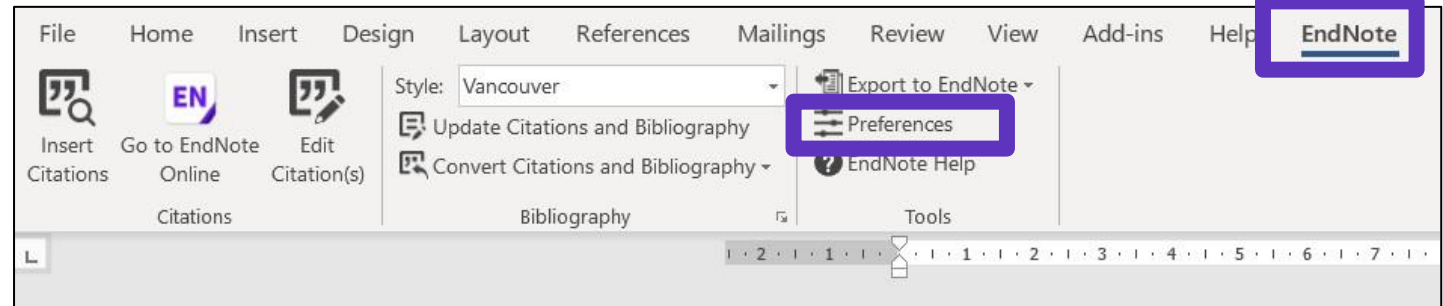 File Home Insert Design Layout References Mailings Review View Add-ins Help EndNote
Insert Citations
EN
Go to EndNote Online
Edit Citation(s)
Style: Vancouver
Update Citations and Bibliography
Convert Citations and Bibliography
Export to EndNote
Preferences
EndNote Help
Citations
Bibliography
Tools
2 1 1 2 3 4 5 6 7